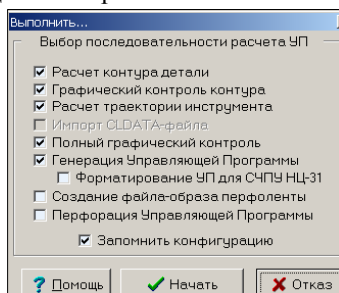 Выполнить...
Выбор последовательности расчета УП
Расчет контура детали
Графический контроль контура
Расчет траектории инструмента
Импорт CLDATA-файла
Полный графический контроль
Генерация Управляющей Программы
Форматирование УП для СЧПУ НЦ-31
Создание файла-образа перфоленты
Перфорация Управляющей Программы
Запомнить конфигурацию
? Помощь
Начать
Отказ